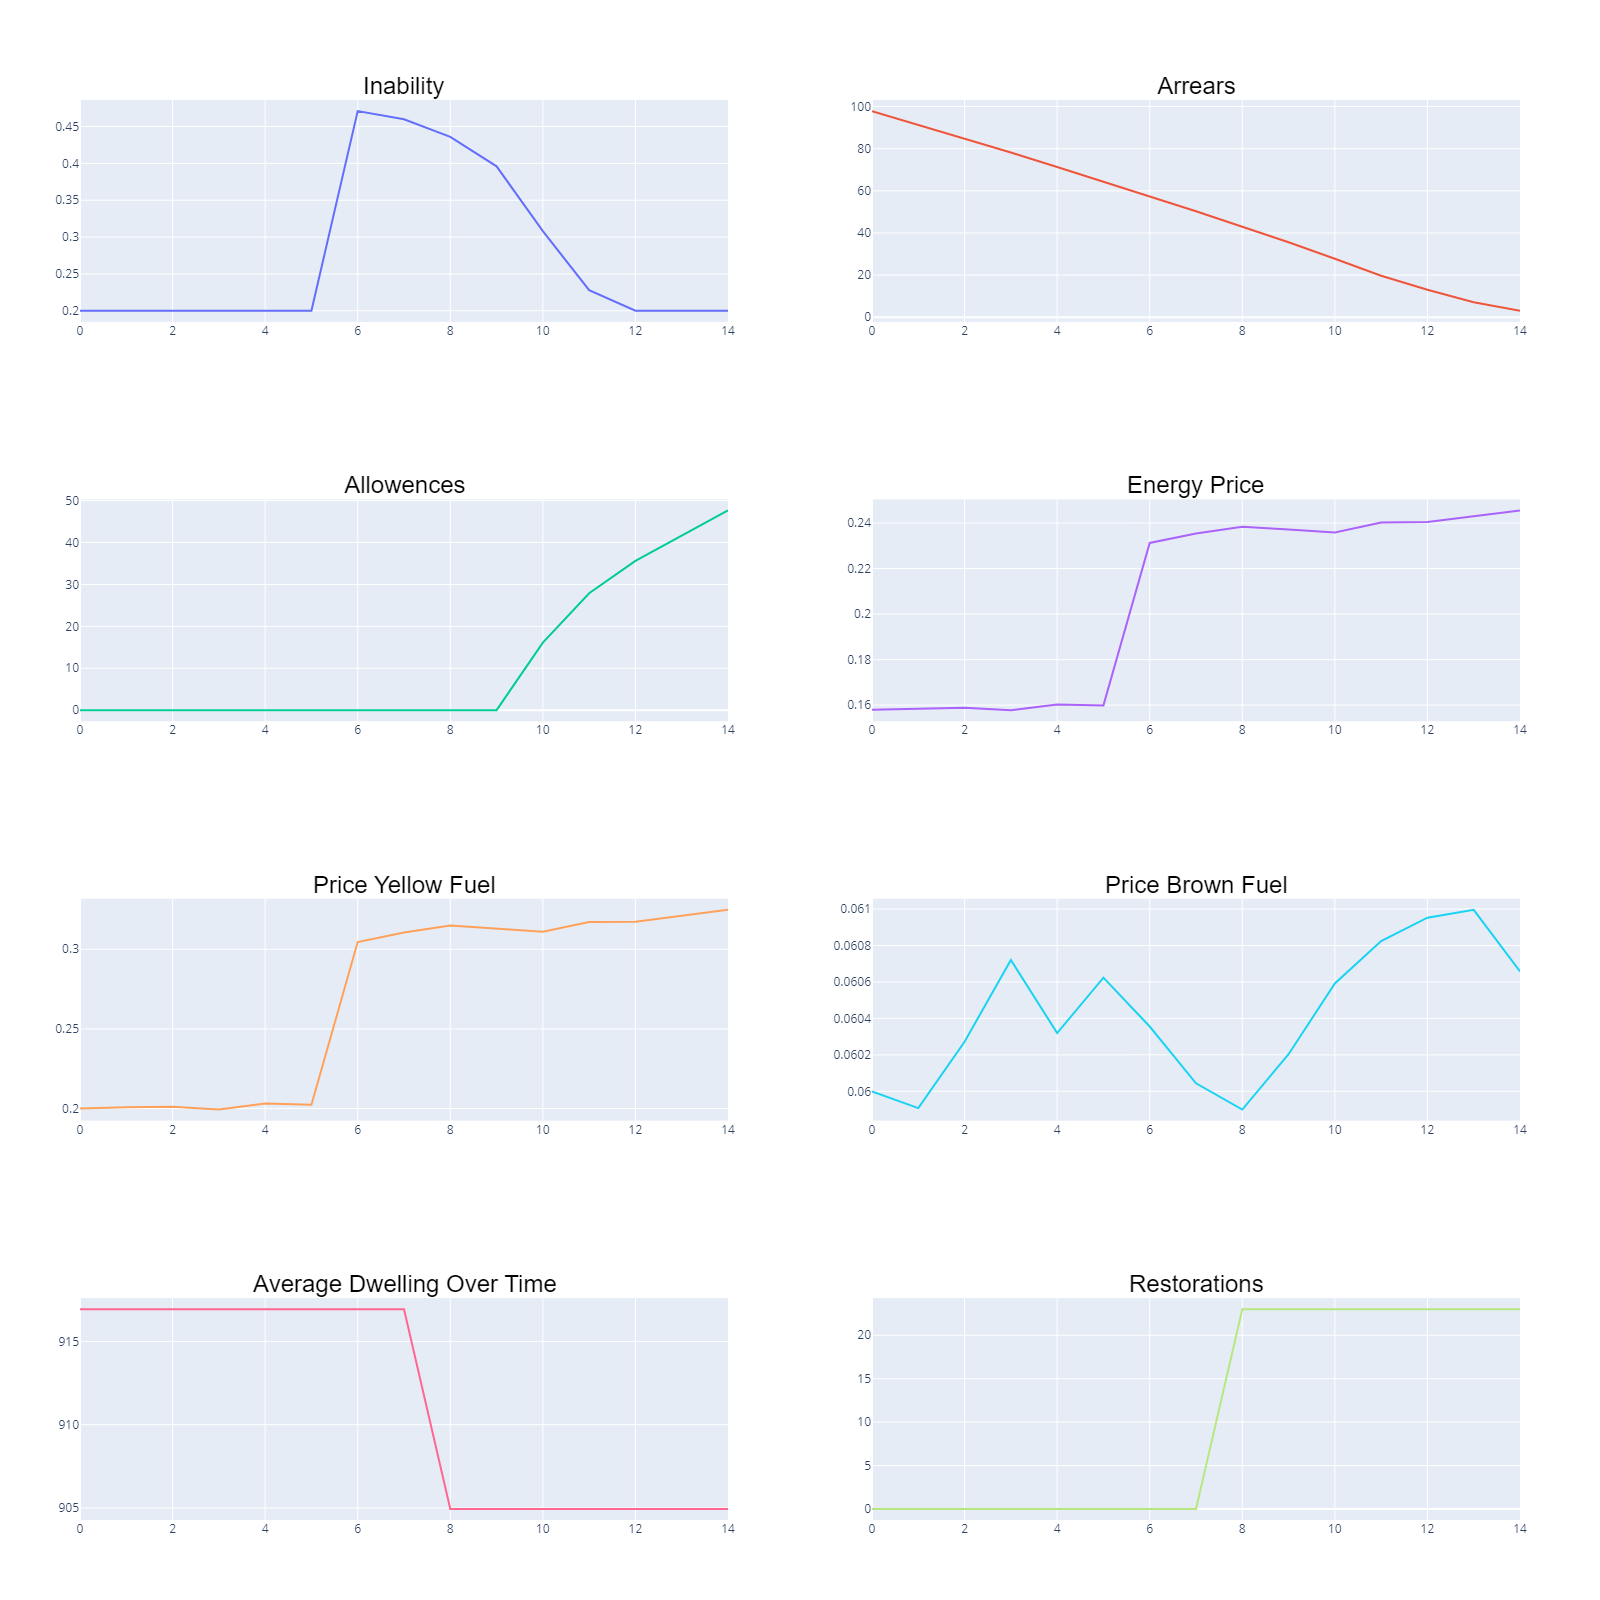 Inability
0.45
0.4
0.35
0.3
0.25
0.2
0 2 4 6 8 10 12 14
Arrears
100
80
60
40
20
0
0 2 4 6 8 10 12 14
Allowences
50
40
30
20
10
0
0 2 4 6 8 10 12 14
Energy Price
0.24
0.22
0.2
0.18
0.16
0 2 4 6 8 10 12 14
Price Yellow Fuel
0.3
0.25
0.2
0 2 4 6 8 10 12 14
Price Brown Fuel
0.061
0.0608
0.0606
0.0604
0.0602
0.06
0 2 4 6 8 10 12 14
Average Dwelling Over Time
915
910
905
0 2 4 6 8 10 12 14
Restorations
20
15
10
5
0
0 2 4 6 8 10 12 14